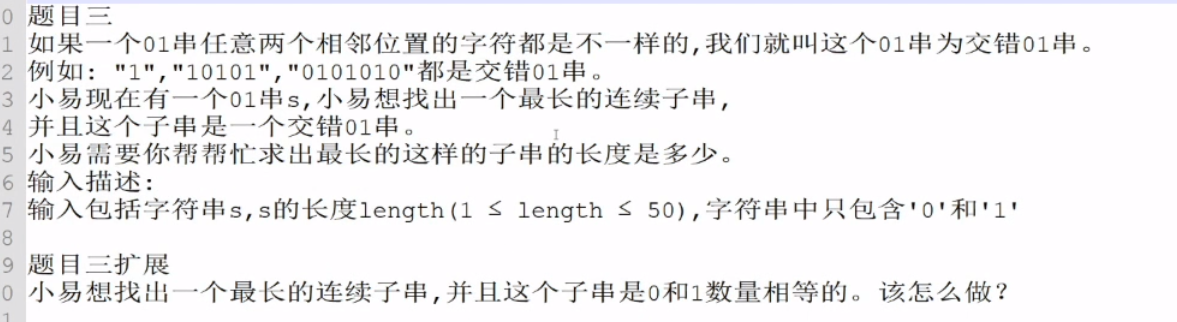 0 题目三
1 如果一个01串任意两个相邻位置的字符都是不一样的,我们就叫这个01串为交错01串。
2 例如: "1","10101","0101010"都是交错01串。
3 小易现在有一个01串s,小易想找出一个最长的连续子串,
4 并且这个子串是一个交错01串。
5 小易需要你帮帮忙求出最长的这样的子串的长度是多少。
6 输入描述:
7 输入包括字符串s,s的长度length(1 ≤ length ≤ 50),字符串中只包含'0'和'1'
8
9 题目三扩展
0 小易想找出一个最长的连续子串,并且这个子串是0和1数量相等的。该怎么做?
1